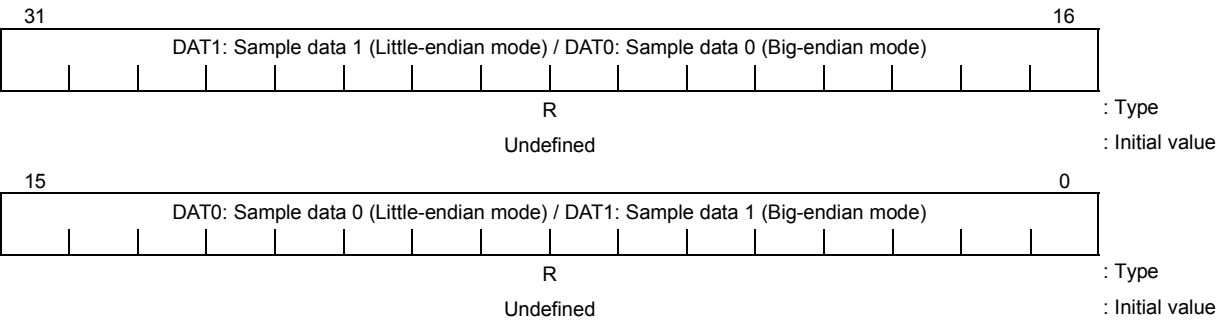 31 16
DAT1: Sample data 1 (Little-endian mode) / DAT0: Sample data 0 (Big-endian mode)
R : Type
Undefined : Initial value
15 0
DAT0: Sample data 0 (Little-endian mode) / DAT1: Sample data 1 (Big-endian mode)
R : Type
Undefined : Initial value